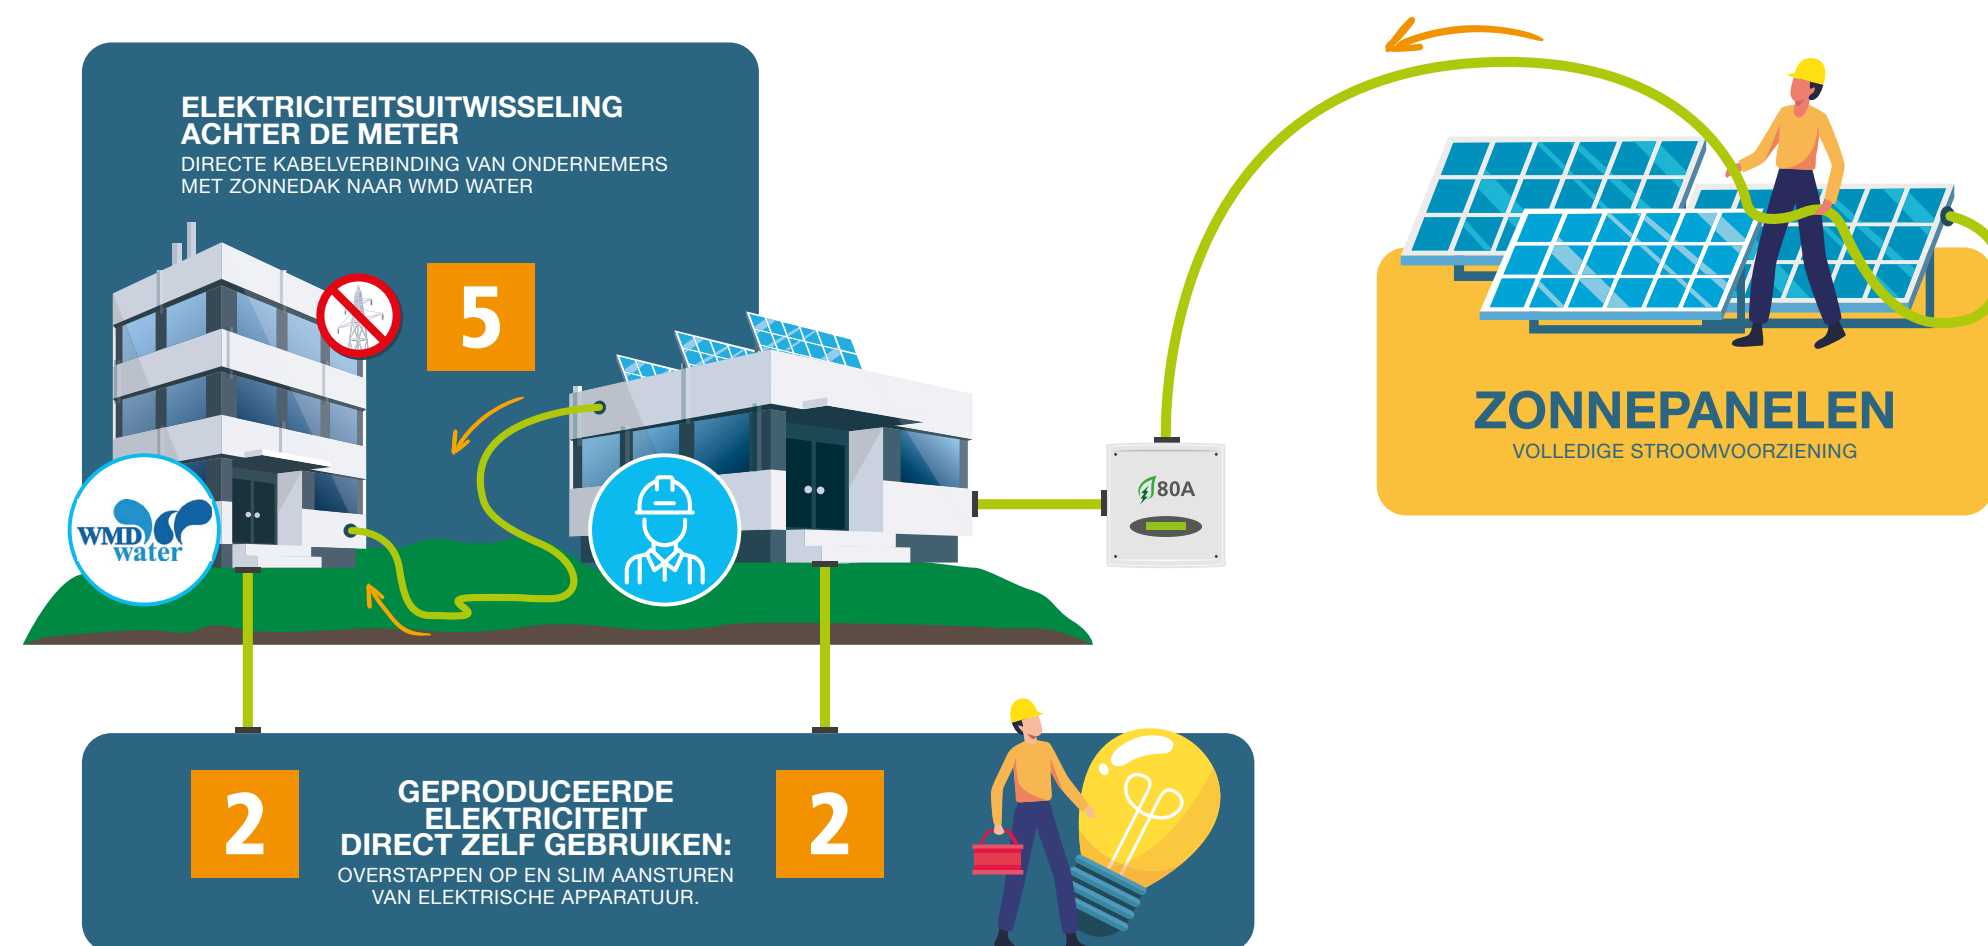 ELEKTRICITEITSUITWISSELING
ACHTER DE METER
DIRECTE KABELVERBINDING VAN ONDERNEMERS
MET ZONNEDAK NAAR WMD WATER
5
WMD
water
80A
ZONNEPANELEN
VOLLEDIGE STROOMVOORZIENING
2
GEPRODUCEERDE
ELEKTRICITEIT
DIRECT ZELF GEBRUIKEN:
OVERSTAPPEN OP EN SLIM AANSTUREN
VAN ELEKTRISCHE APPARATUUR.
2